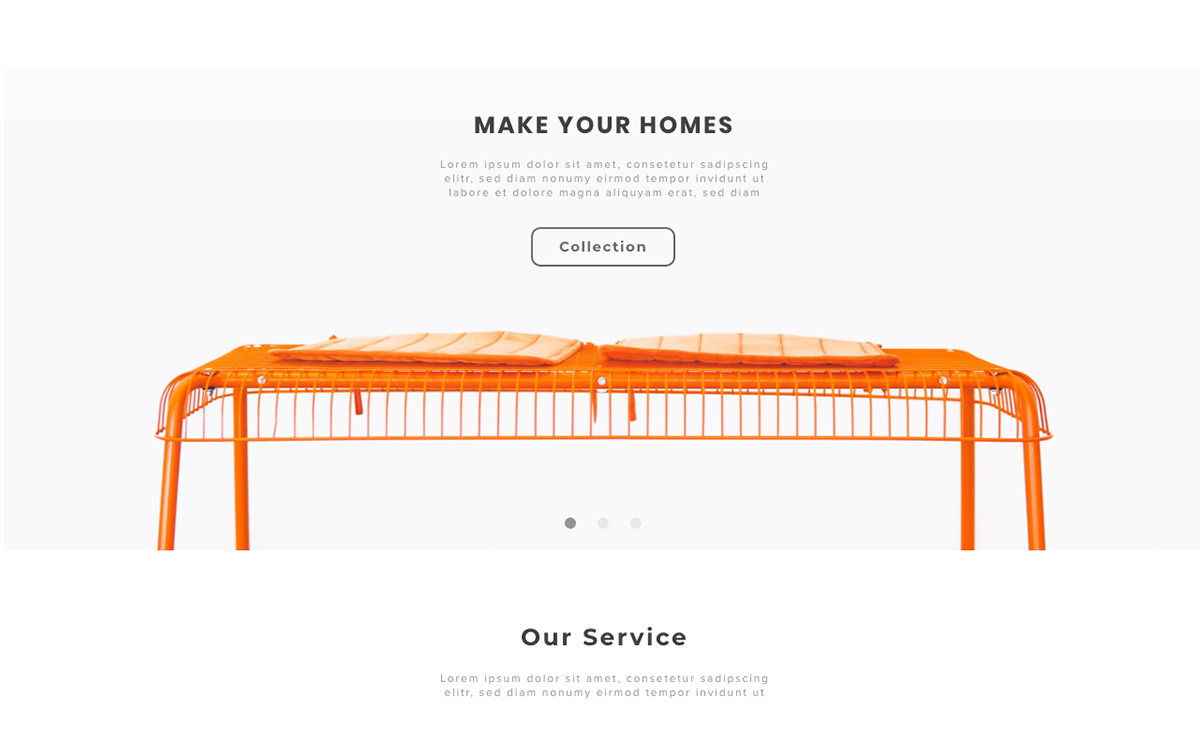 MAKE YOUR HOMES
Lorem ipsum dolor sit amet, consetetur sadipscing
elitr, sed diam nonumy eirmod tempor invidunt ut
labore et dolore magna aliquyam erat, sed diam
Collection
Our Service
Lorem ipsum dolor sit amet, consetetur sadipscing
elitr, sed diam nonumy eirmod tempor invidunt ut